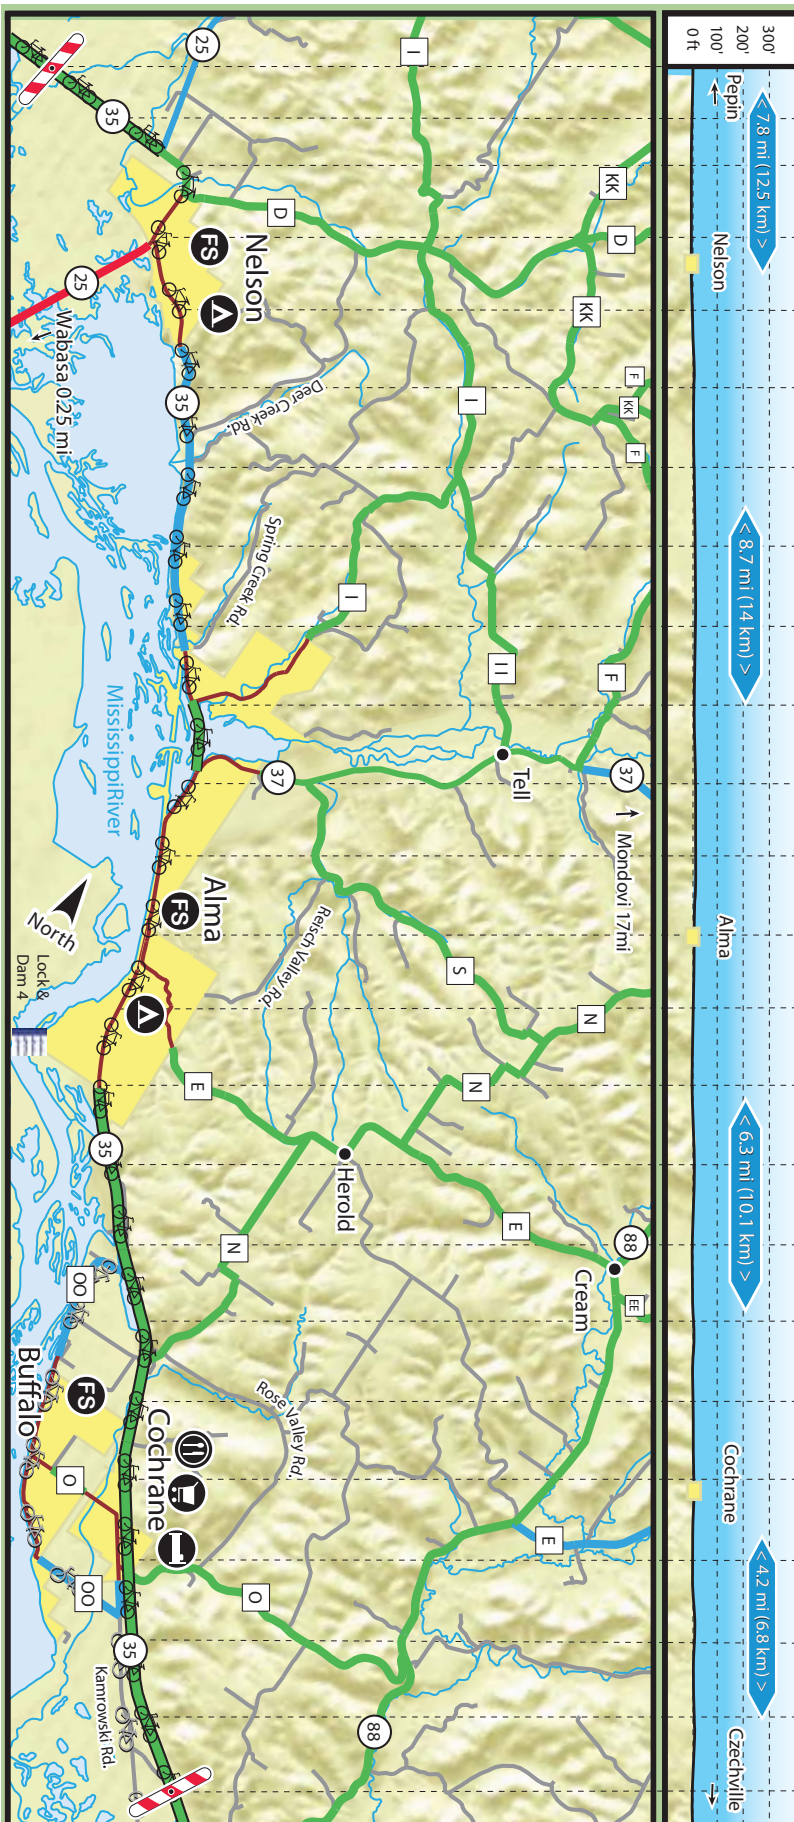 300'
200'
100'
0 ft
Pepin
< 7.8 mi (12.5 km) >
Nelson
< 8.7 mi (14 km) >
Alma
< 6.3 mi (10.1 km) >
Cochrane
< 4.2 mi (6.8 km) >
Czechville
25
I
35
KK
D
D
FS
Nelson
25
KK
Wabasa 0.25 mi
F
KK
F
I
35
Deer Creek Rd.
Spring Creek Rd.
I
II
F
Mississippi River
37
Tell
37
Mondovi 17mi
Alma
FS
North
Reisch Valley Rd.
S
N
Lock &
Dam 4
E
N
35
Herold
E
88
N
Cream
EE
OO
Buffalo
FS
Rose Valley Rd.
Cochrane
O
E
OO
O
35
Kamrowski Rd.
88